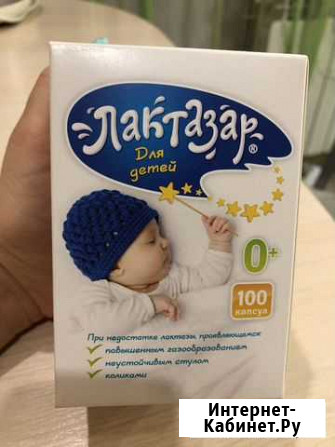 Лактазар®
Для
детей
0+
100
капсул
При недостатке лактазы, проявляющемся
повышенным газообразованием
неустойчивым стулом
коликами
Интернет-
Кабинет.Ру